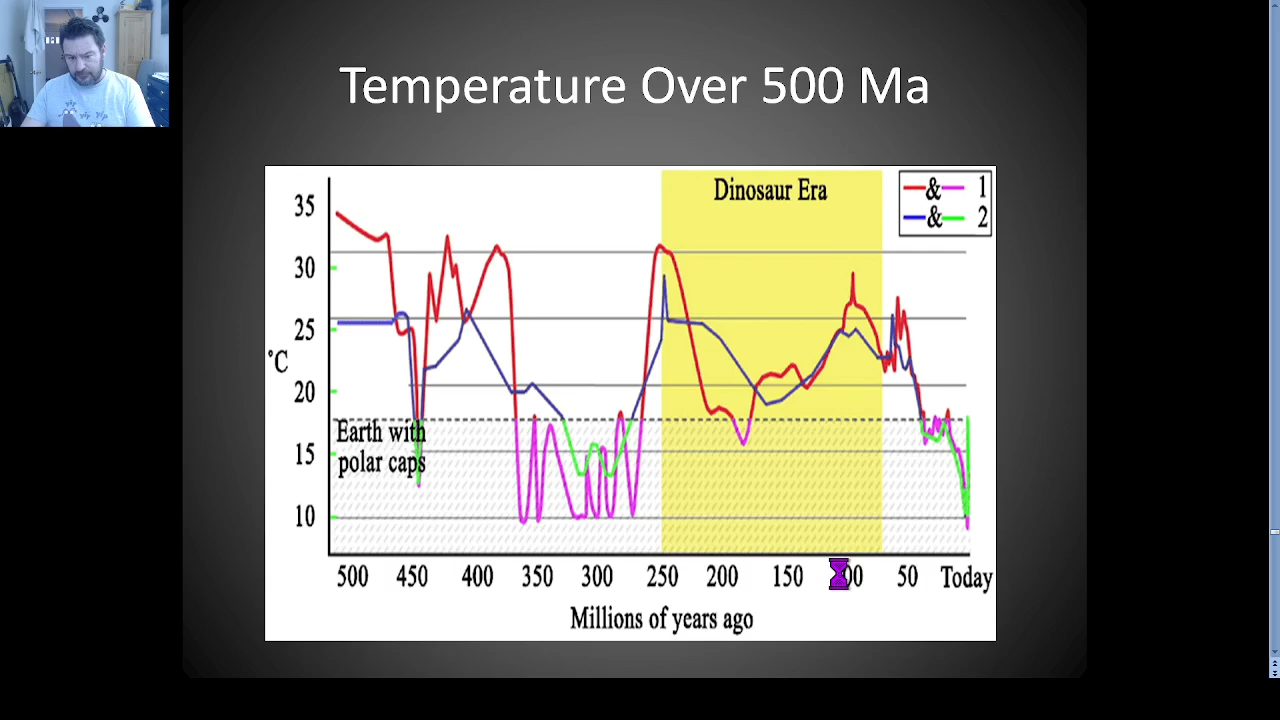 Temperature Over 500 Ma
Dinosaur Era
& 1
& 2
35
30
25
°C
20
Earth with
polar caps
15
10
500 450 400 350 300 250 200 150 00 50 Today
Millions of years ago